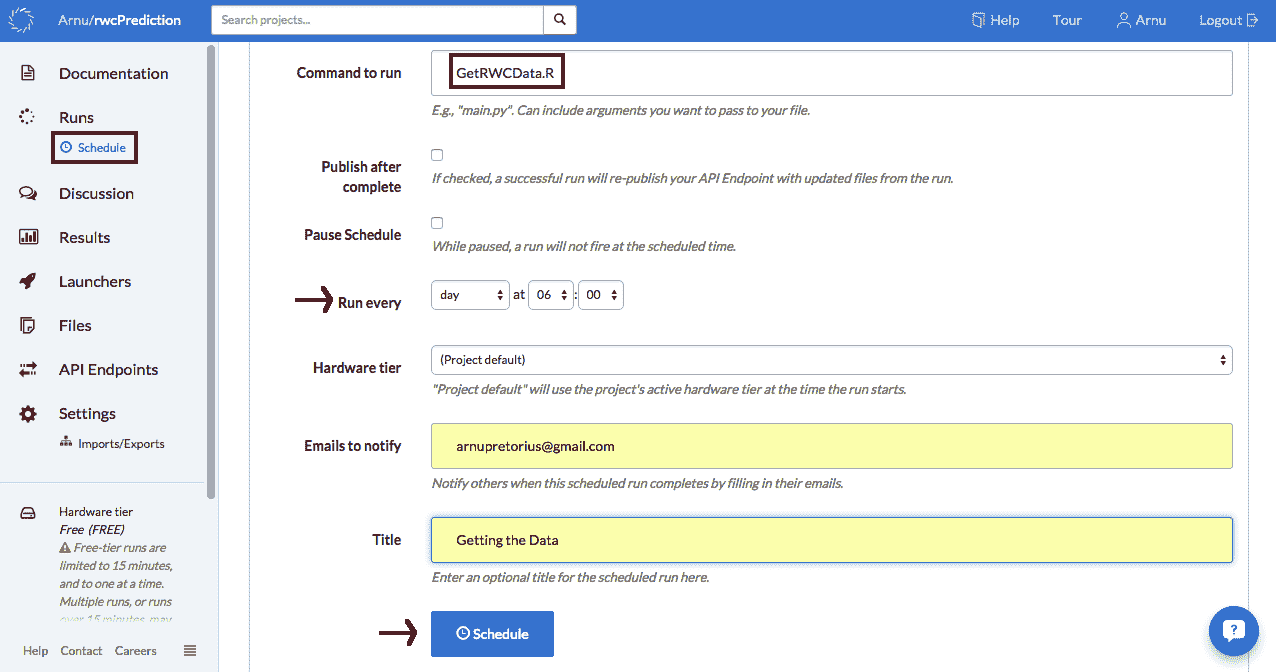 Arnu/rwcPrediction
Search projects...
Help
Tour
Arnu
Logout
Documentation
Runs
Schedule
Discussion
Results
Launchers
Files
API Endpoints
Settings
Imports/Exports
Hardware tier
Free (FREE)
Free-tier runs are
limited to 15 minutes,
and to one at a time.
Multiple runs, or runs
over 15 minutes, may
Help Contact Careers
Command to run
GetRWCData.R
E.g., "main.py". Can include arguments you want to pass to your file.
Publish after
complete
If checked, a successful run will re-publish your API Endpoint with updated files from the run.
Pause Schedule
While paused, a run will not fire at the scheduled time.
Run every
day at 06 : 00
Hardware tier
(Project default)
"Project default" will use the project's active hardware tier at the time the run starts.
Emails to notify
arnupretorius@gmail.com
Notify others when this scheduled run completes by filling in their emails.
Title
Getting the Data
Enter an optional title for the scheduled run here.
Schedule